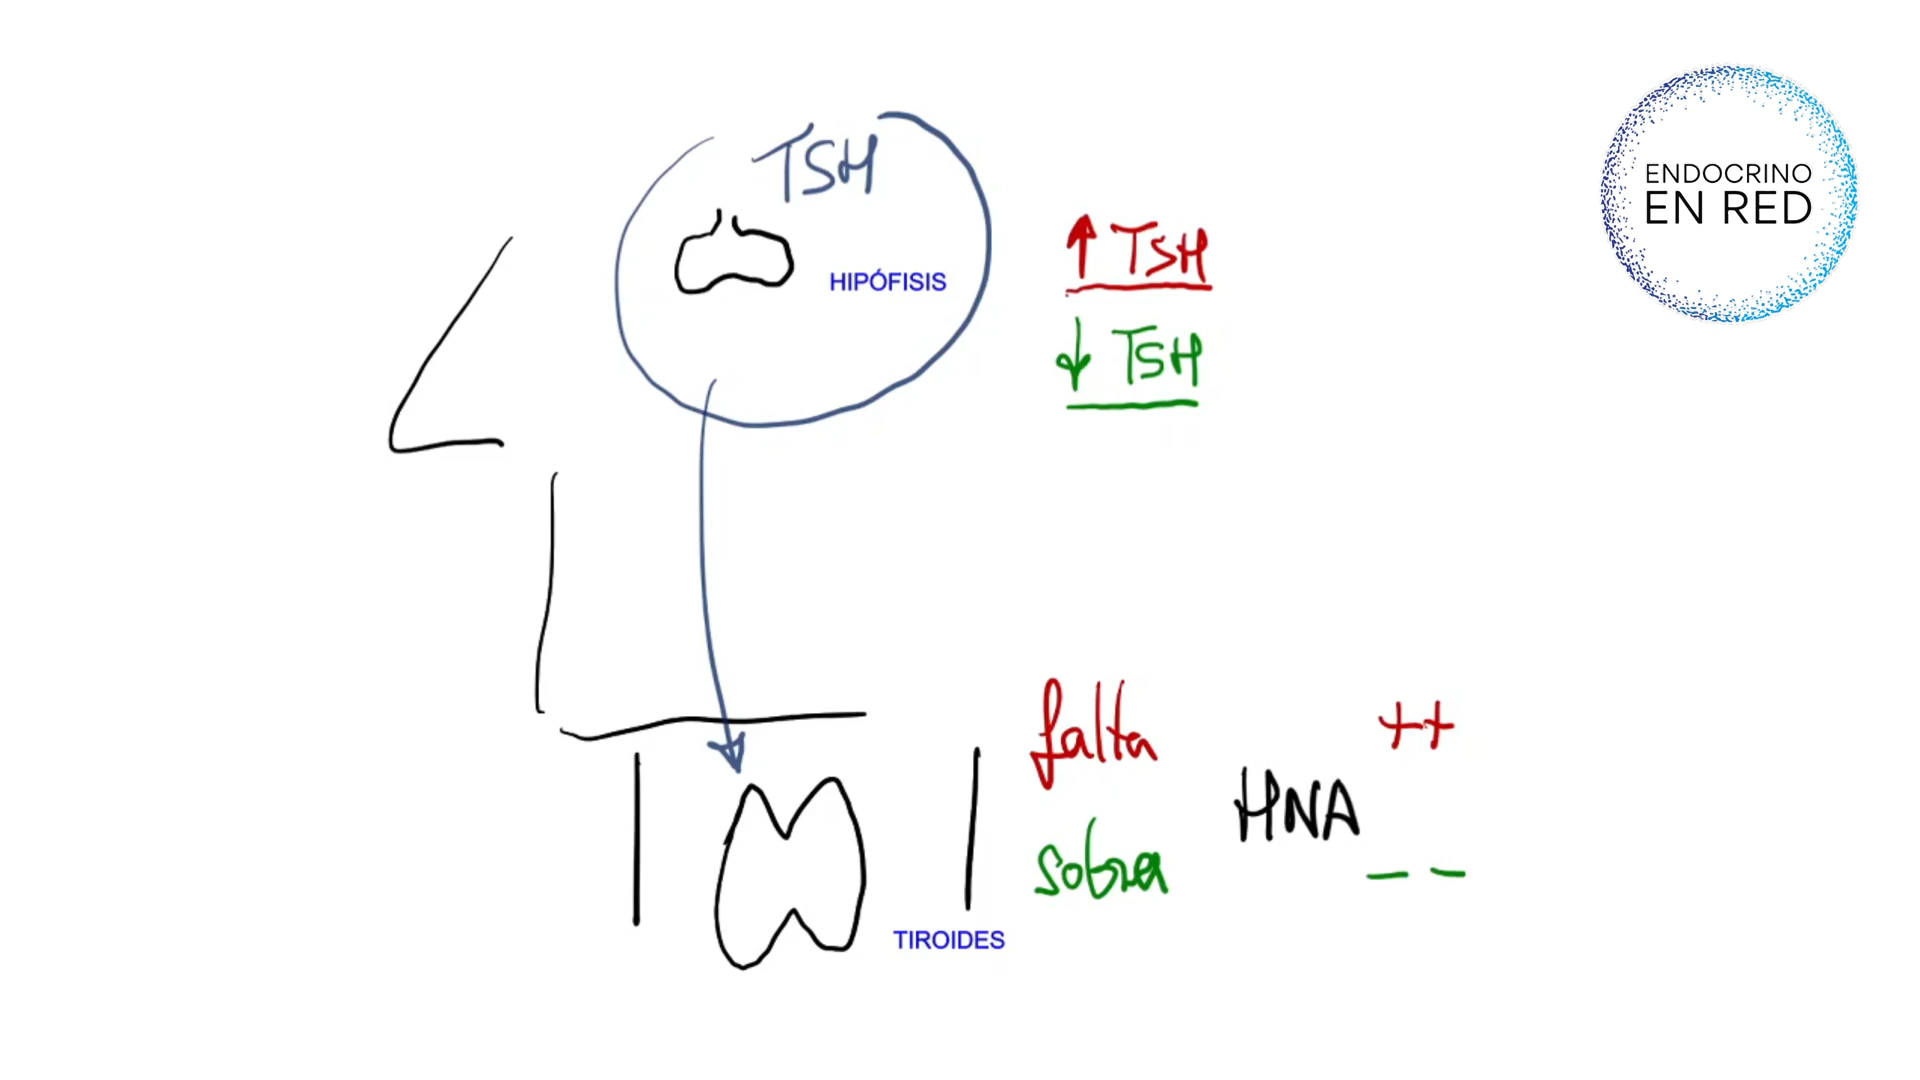 TSH
HIPÓFISIS
↑ TSH
↓ TSH
ENDOCRINO
EN RED
falta
++
HNA
sobra
--
TIROIDES